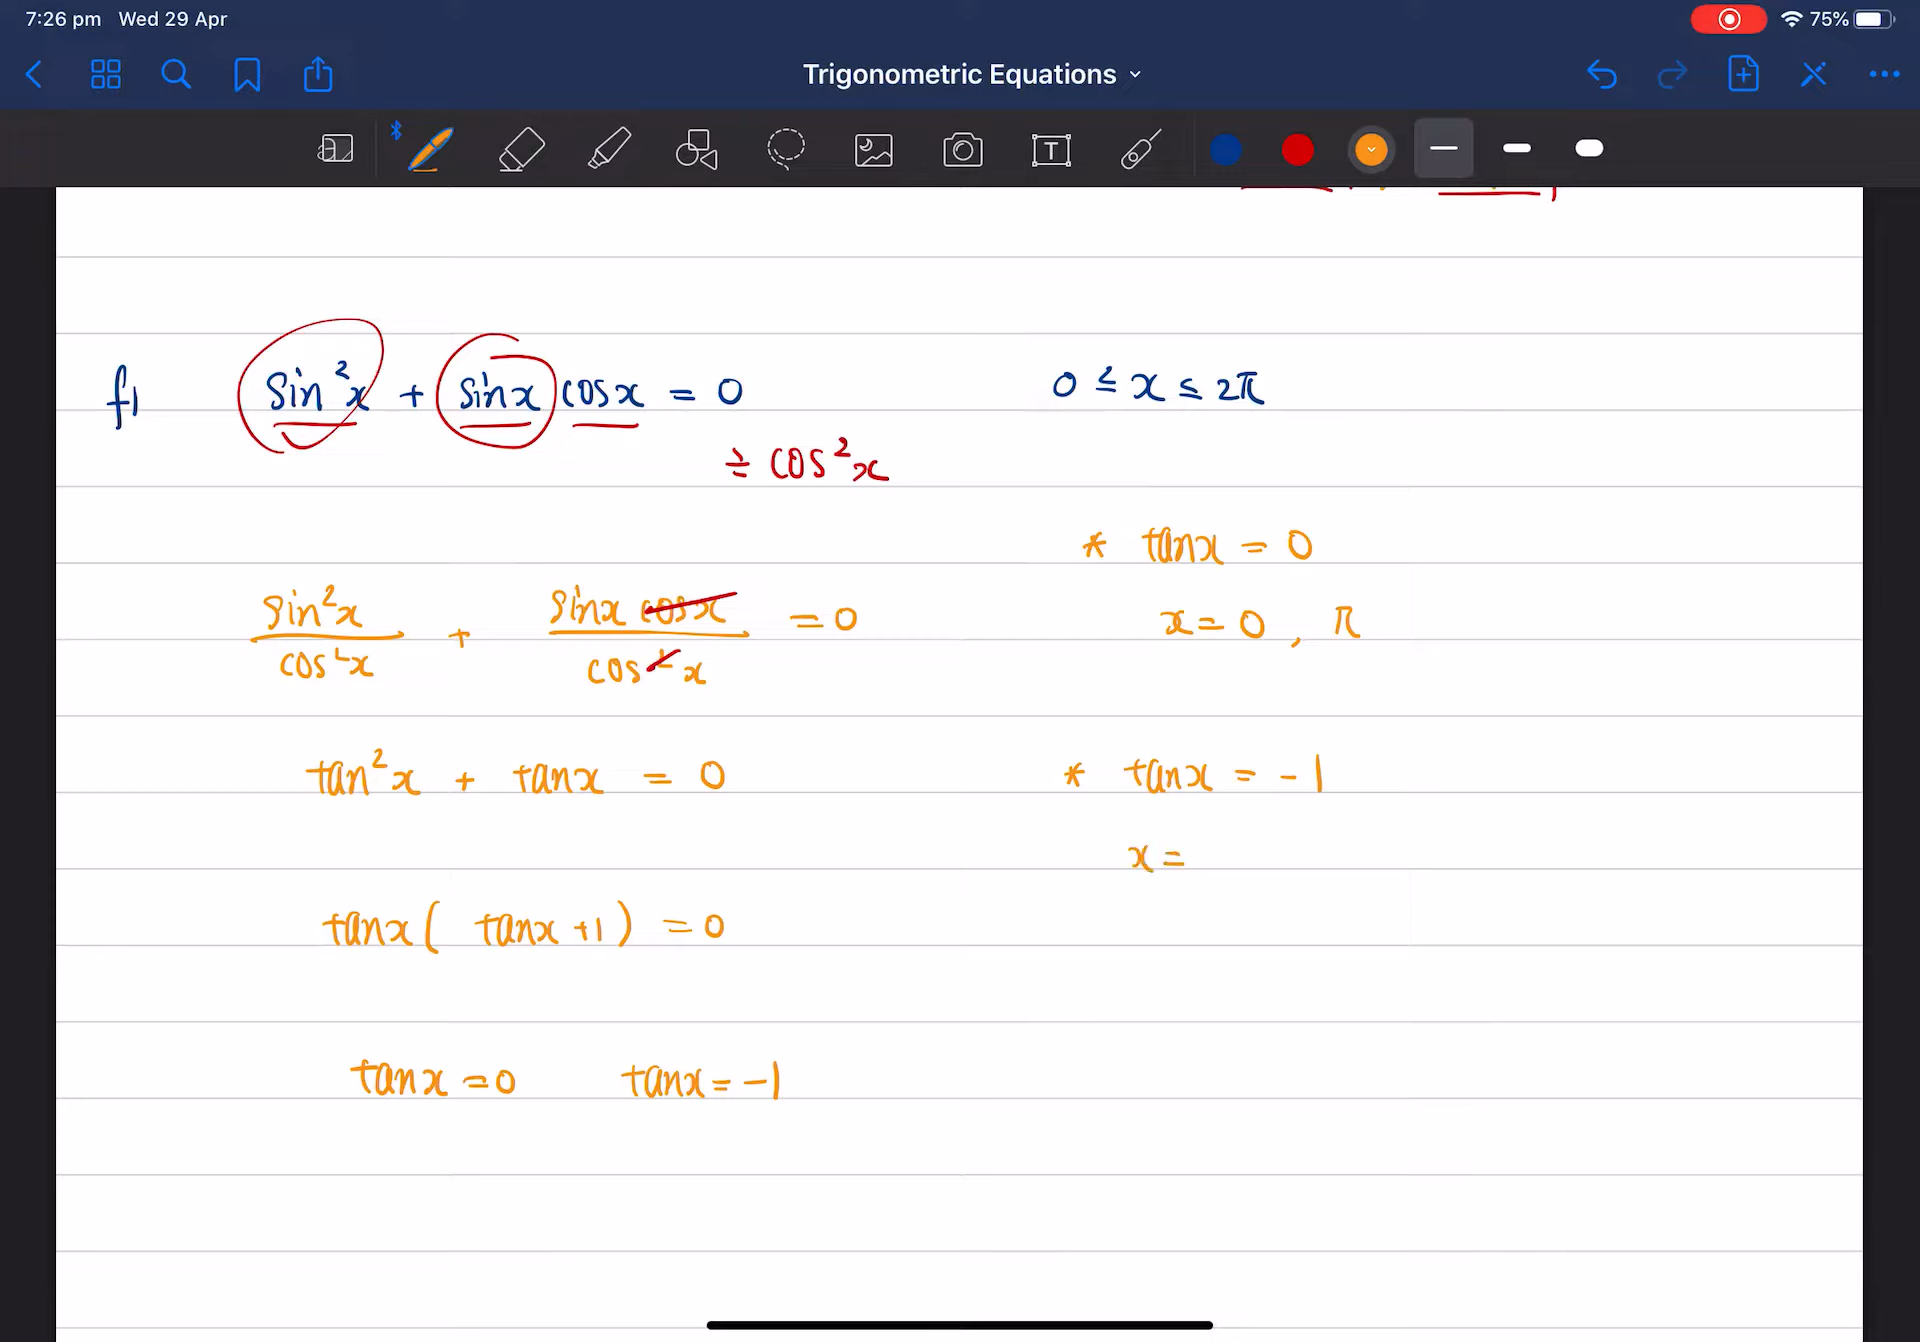 7:26 pm Wed 29 Apr
75%
Trigonometric Equations
T
f) sin²x + sinx cosx = 0
0 ≤ x ≤ 2π
÷ cos²x
sin²x/cos²x + sinx cosx/cos²x = 0
tan²x + tanx = 0
tanx( tanx +1) = 0
tanx = 0 tanx = -1
* tanx = 0
x = 0 , π
* tanx = -1
x =